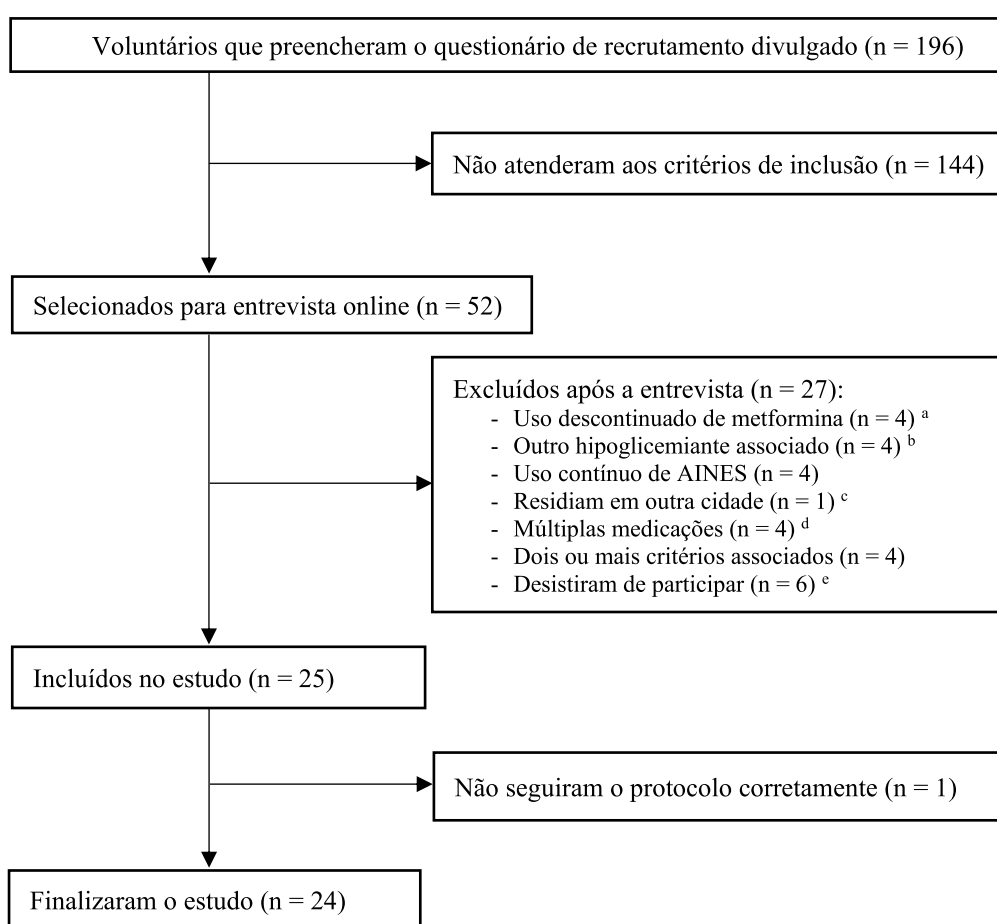 Voluntários que preencheram o questionário de recrutamento divulgado (n = 196)
Não atenderam aos critérios de inclusão (n = 144)
Selecionados para entrevista online (n = 52)
Excluídos após a entrevista (n = 27):
- Uso descontinuado de metformina (n = 4) ᵃ
- Outro hipoglicemiante associado (n = 4) ᵇ
- Uso contínuo de AINES (n = 4)
- Residiam em outra cidade (n = 1) ᶜ
- Múltiplas medicações (n = 4) ᵈ
- Dois ou mais critérios associados (n = 4)
- Desistiram de participar (n = 6) ᵉ
Incluídos no estudo (n = 25)
Não seguiram o protocolo corretamente (n = 1)
Finalizaram o estudo (n = 24)